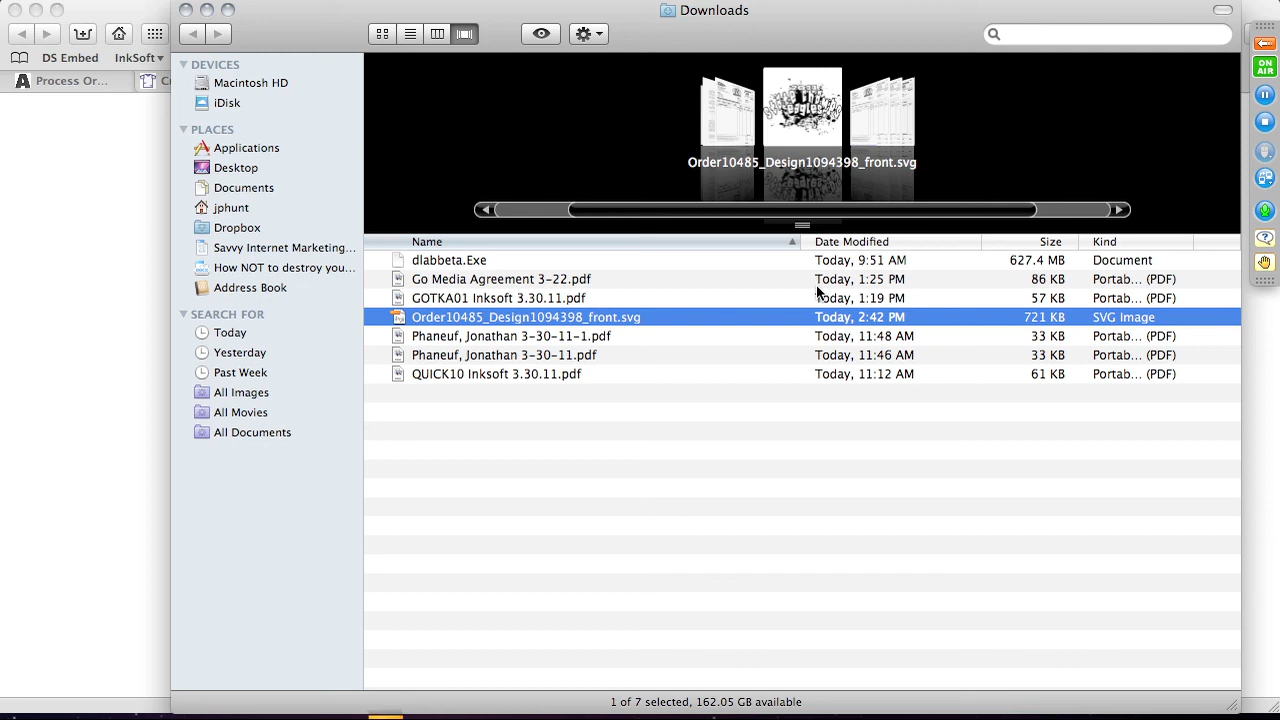 Downloads
DS Embed InkSoft▾
Process Or...
DEVICES
Macintosh HD
iDisk
PLACES
Applications
Desktop
Documents
jphunt
Dropbox
Savvy Internet Marketing...
How NOT to destroy you...
Address Book
SEARCH FOR
Today
Yesterday
Past Week
All Images
All Movies
All Documents
eagles
Order10485_Design1094398_front.svg
Name Date Modified Size Kind
dlabbeta.Exe Today, 9:51 AM 627.4 MB Document
Go Media Agreement 3-22.pdf Today, 1:25 PM 86 KB Portab... (PDF)
GOTKA01 Inksoft 3.30.11.pdf Today, 1:19 PM 57 KB Portab... (PDF)
Order10485_Design1094398_front.svg Today, 2:42 PM 721 KB SVG Image
Phaneuf, Jonathan 3-30-11-1.pdf Today, 11:48 AM 33 KB Portab... (PDF)
Phaneuf, Jonathan 3-30-11.pdf Today, 11:46 AM 33 KB Portab... (PDF)
QUICK10 Inksoft 3.30.11.pdf Today, 11:12 AM 61 KB Portab... (PDF)
1 of 7 selected, 162.05 GB available
ON
AIR